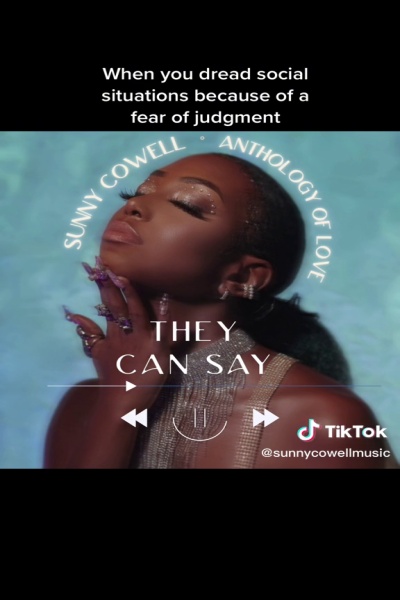 When you dread social
situations because of a
fear of judgment
SUNNY COWELL • ANTHOLOGY OF LOVE
THEY
CAN SAY
TikTok
@sunnycowellmusic